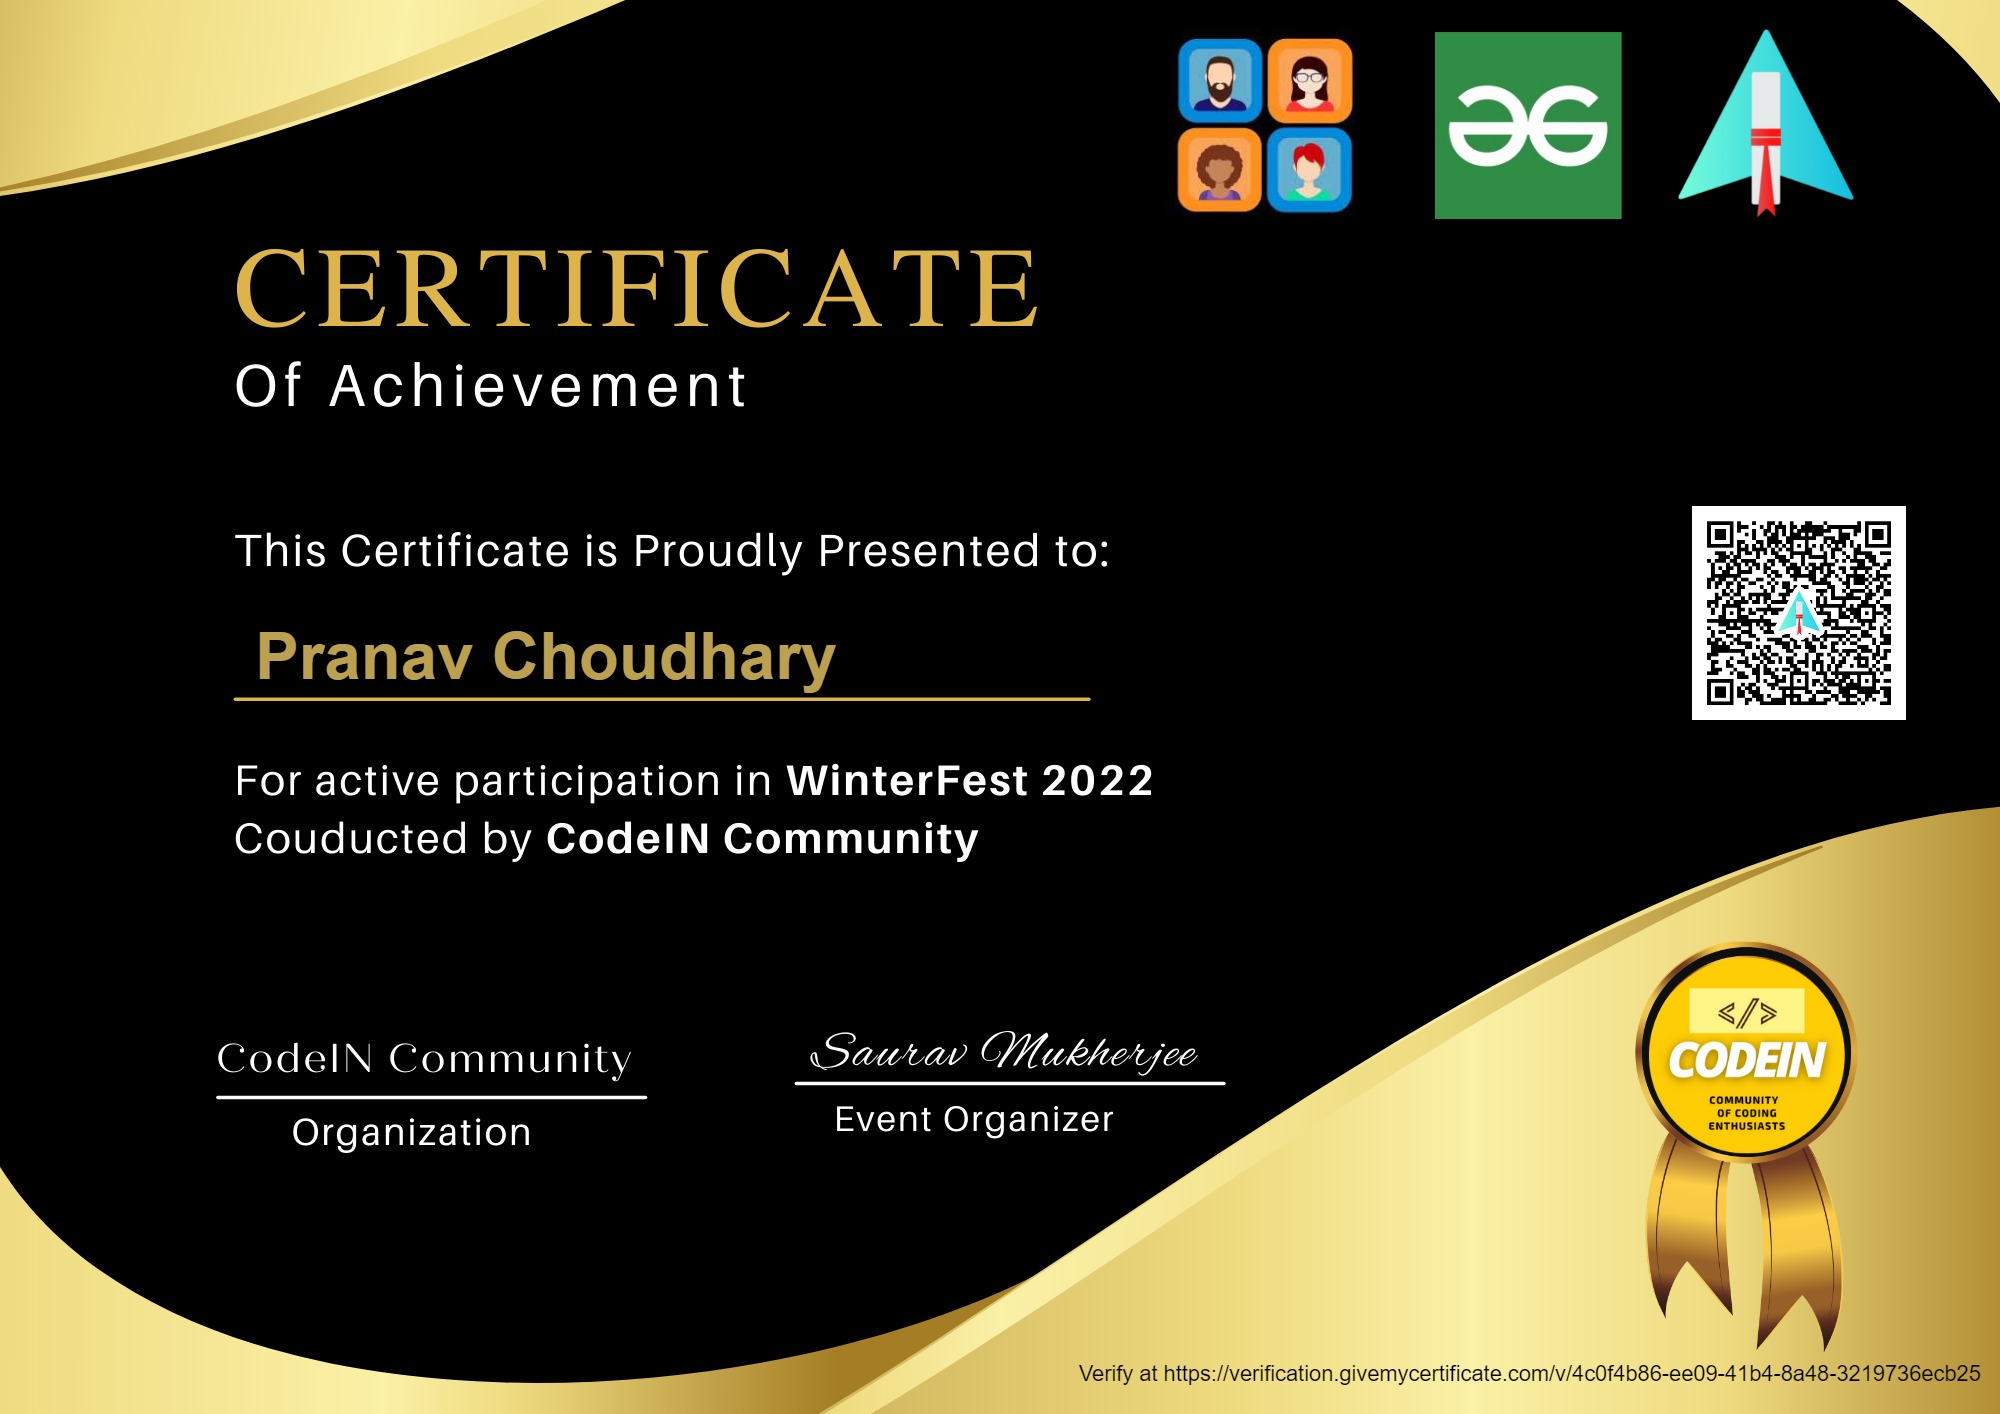 CERTIFICATE
Of Achievement
This Certificate is Proudly Presented to:
Pranav Choudhary
For active participation in WinterFest 2022
Couducted by CodeIN Community
CodeIN Community
Organization
Saurav Mukherjee
Event Organizer
</>
CODEIN
COMMUNITY
OF CODING
ENTHUSIASTS
Verify at https://verification.givemycertificate.com/v/4c0f4b86-ee09-41b4-8a48-3219736ecb25